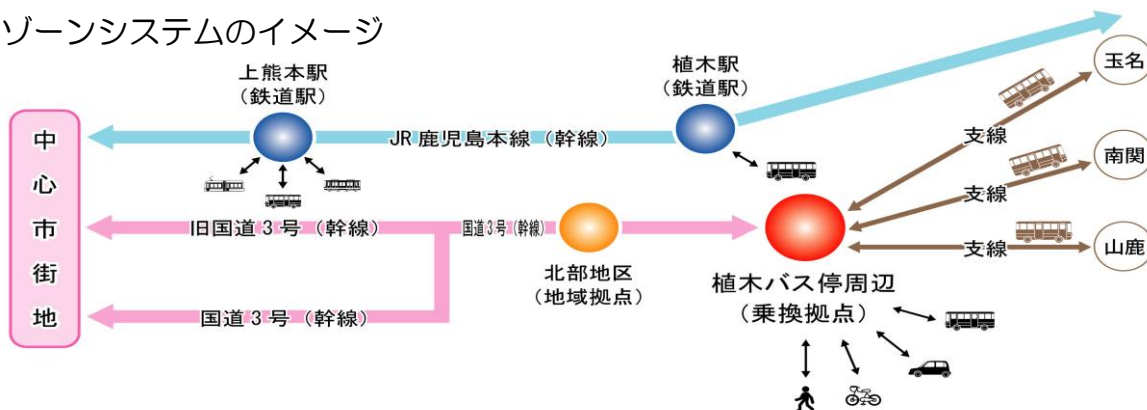 ゾーンシステムのイメージ
上熊本駅
（鉄道駅）
植木駅
（鉄道駅）
玉名
中心市街地
JR 鹿児島本線（幹線）
支線
南関
支線
旧国道３号（幹線）
国道３号（幹線）
支線
山鹿
北部地区
（地域拠点）
植木バス停周辺
（乗換拠点）
国道３号（幹線）